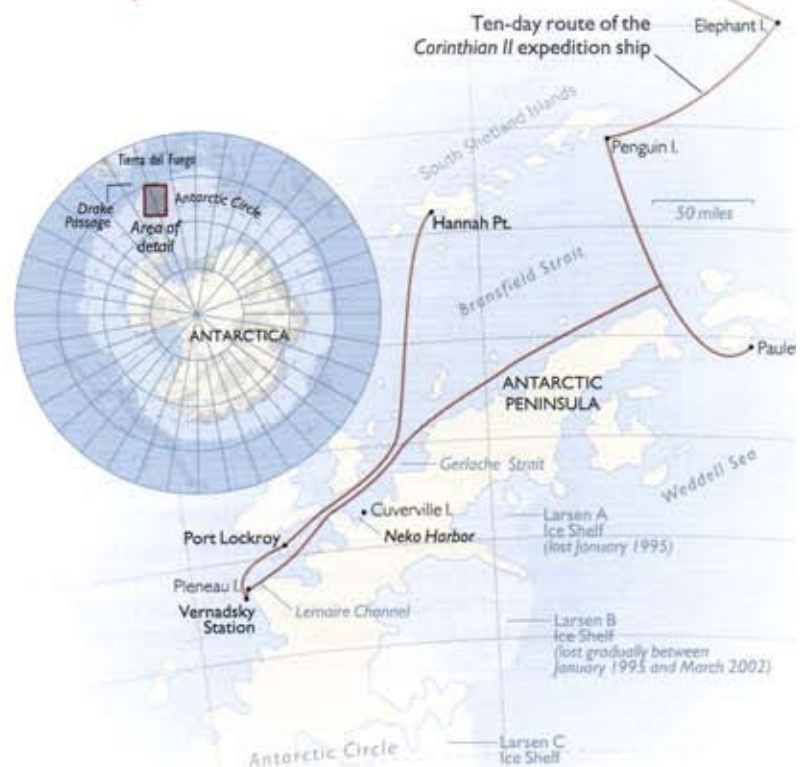 Ten-day route of the
Corinthian II expedition ship
Elephant I.
South Shetland Islands
Penguin I.
50 miles
Tierra del Fuego
Drake
Passage
Antarctic Circle
Area of
detail
ANTARCTICA
Hannah Pt.
Bransfield Strait
Paulet
ANTARCTIC
PENINSULA
Gerlache Strait
Weddell Sea
Cuverville I.
Neko Harbor
Larsen A
Ice Shelf
(lost January 1995)
Port Lockroy
Pleneau I.
Vernadsky
Station
Lemaire Channel
Larsen B
Ice Shelf
(lost gradually between
January 1995 and March 2002)
Antarctic Circle
Larsen C
Ice Shelf